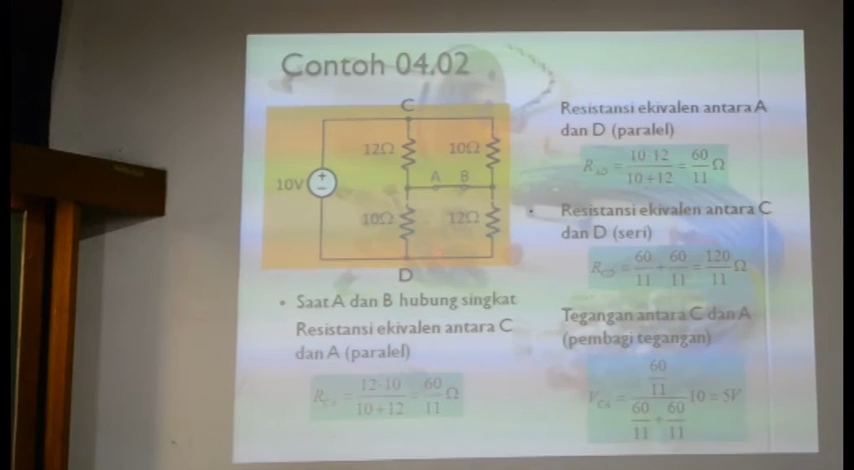 Contoh 04.02
C
12Ω 10Ω
A B
10V
10Ω 12Ω
D
• Saat A dan B hubung singkat
Resistansi ekivalen antara C
dan A (paralel)
R_CA = 12·10 / 10+12 = 60/11 Ω
Resistansi ekivalen antara A
dan D (paralel)
R_AD = 10·12 / 10+12 = 60/11 Ω
Resistansi ekivalen antara C
dan D (seri)
R_CD = 60/11 + 60/11 = 120/11 Ω
Tegangan antara C dan A
(pembagi tegangan)
V_CA = (60/11) / (60/11 + 60/11) 10 = 5V